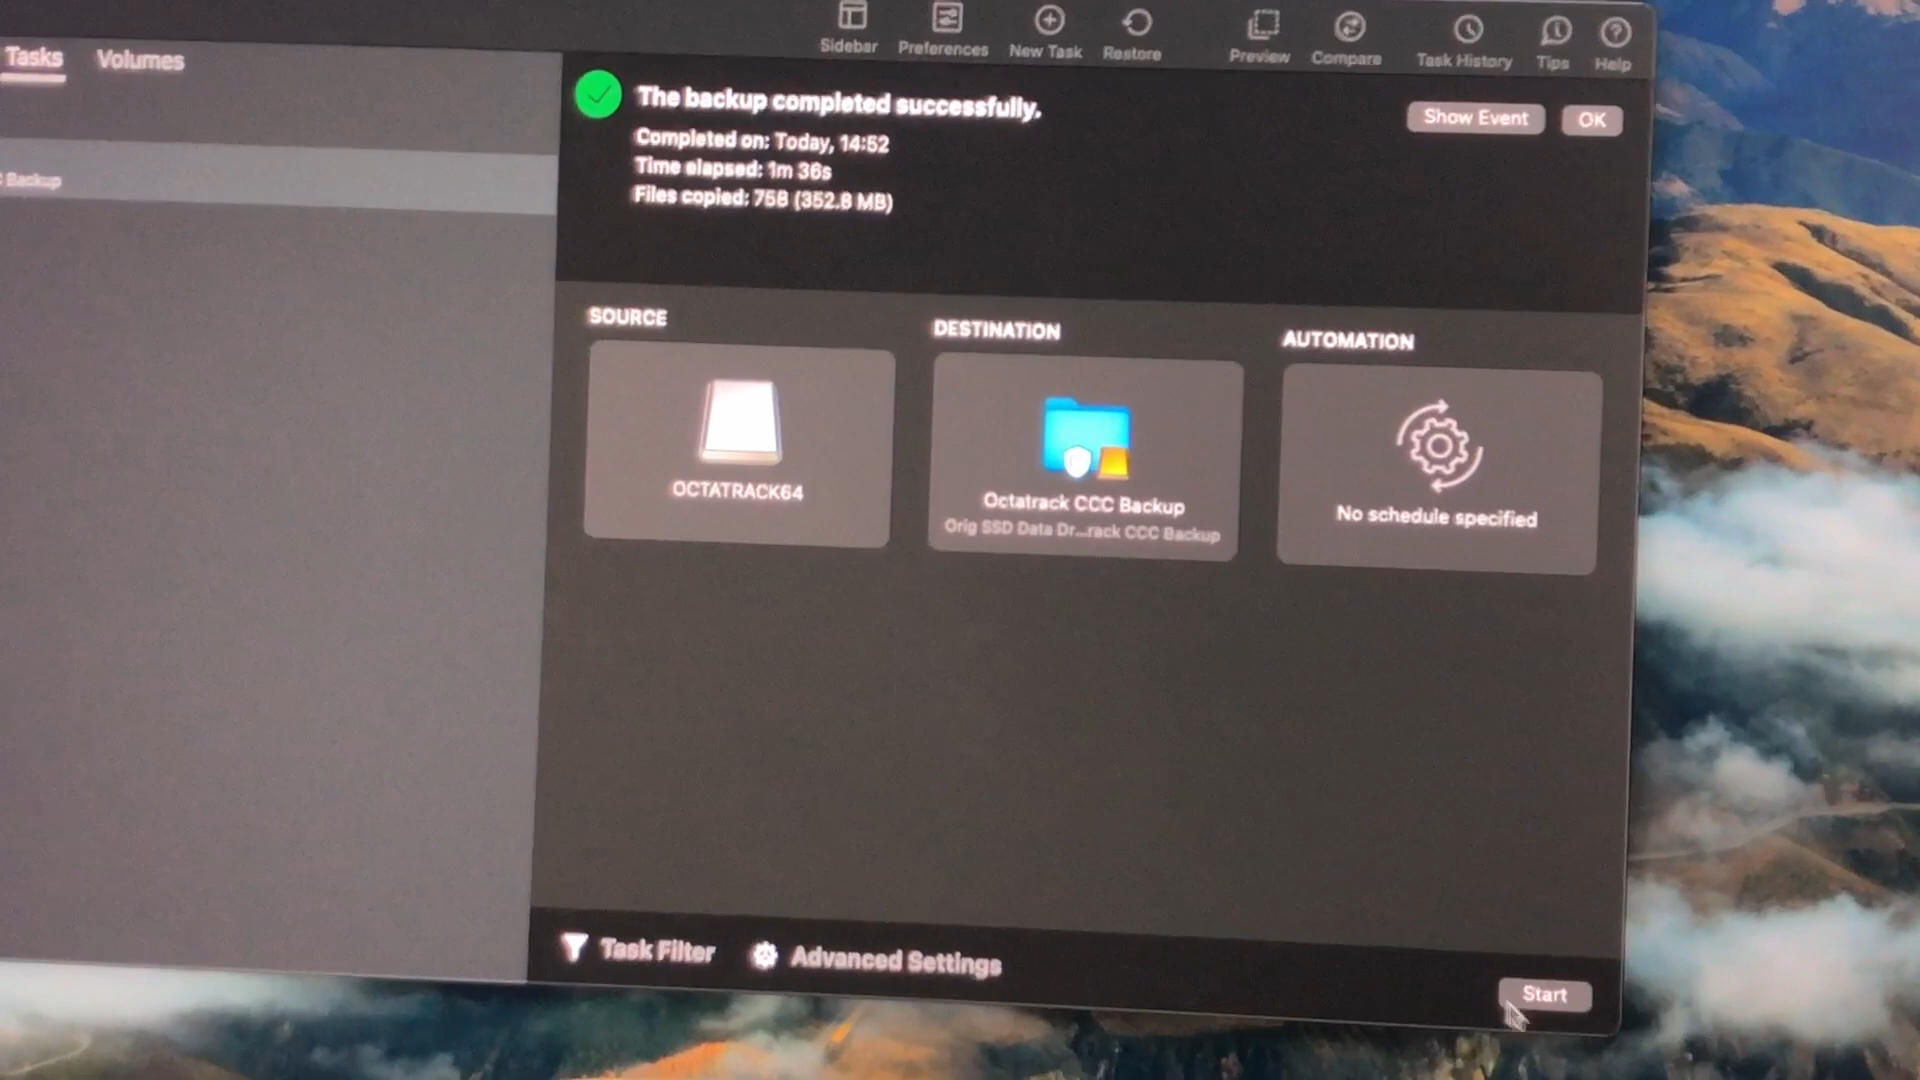 Sidebar
Preferences
New Task
Restore
Preview
Compare
Task History
Tips
Help
Tasks
Volumes
The backup completed successfully.
Show Event
OK
Completed on: Today, 14:52
Time elapsed: 1m 36s
Files copied: 758 (352.8 MB)
C Backup
SOURCE
DESTINATION
AUTOMATION
OCTATRACK64
Octatrack CCC Backup
Orig SSD Data Dr...rack CCC Backup
No schedule specified
Task Filter
Advanced Settings
Start